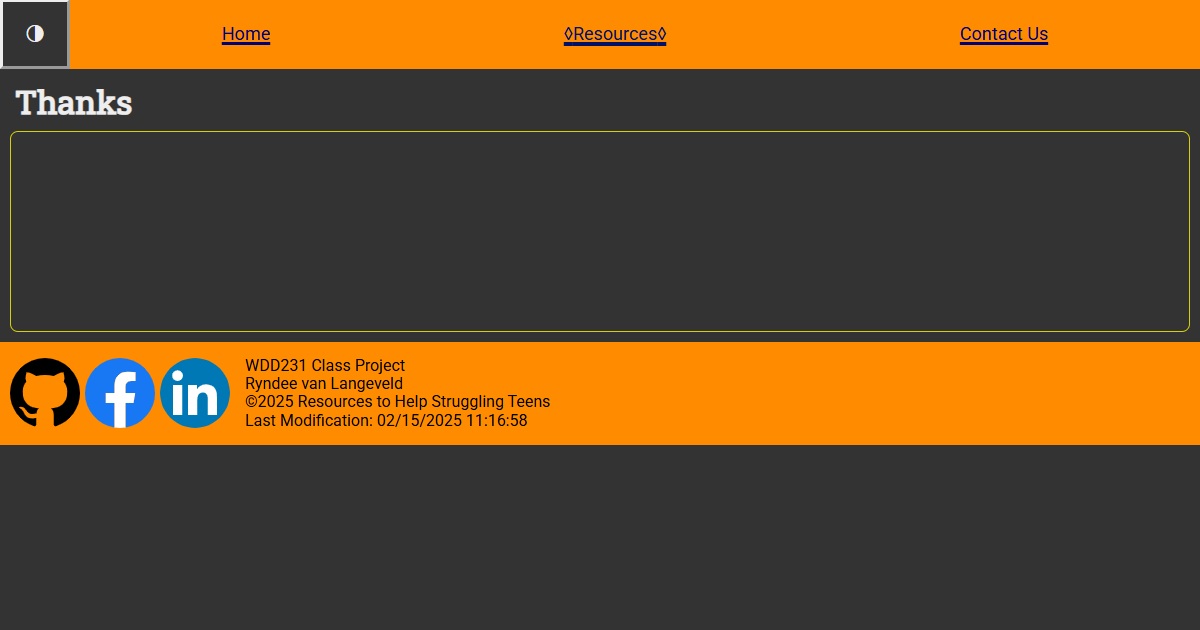 Home
◊Resources◊
Contact Us
Thanks
WDD231 Class Project
Ryndee van Langeveld
©2025 Resources to Help Struggling Teens
Last Modification: 02/15/2025 11:16:58
in